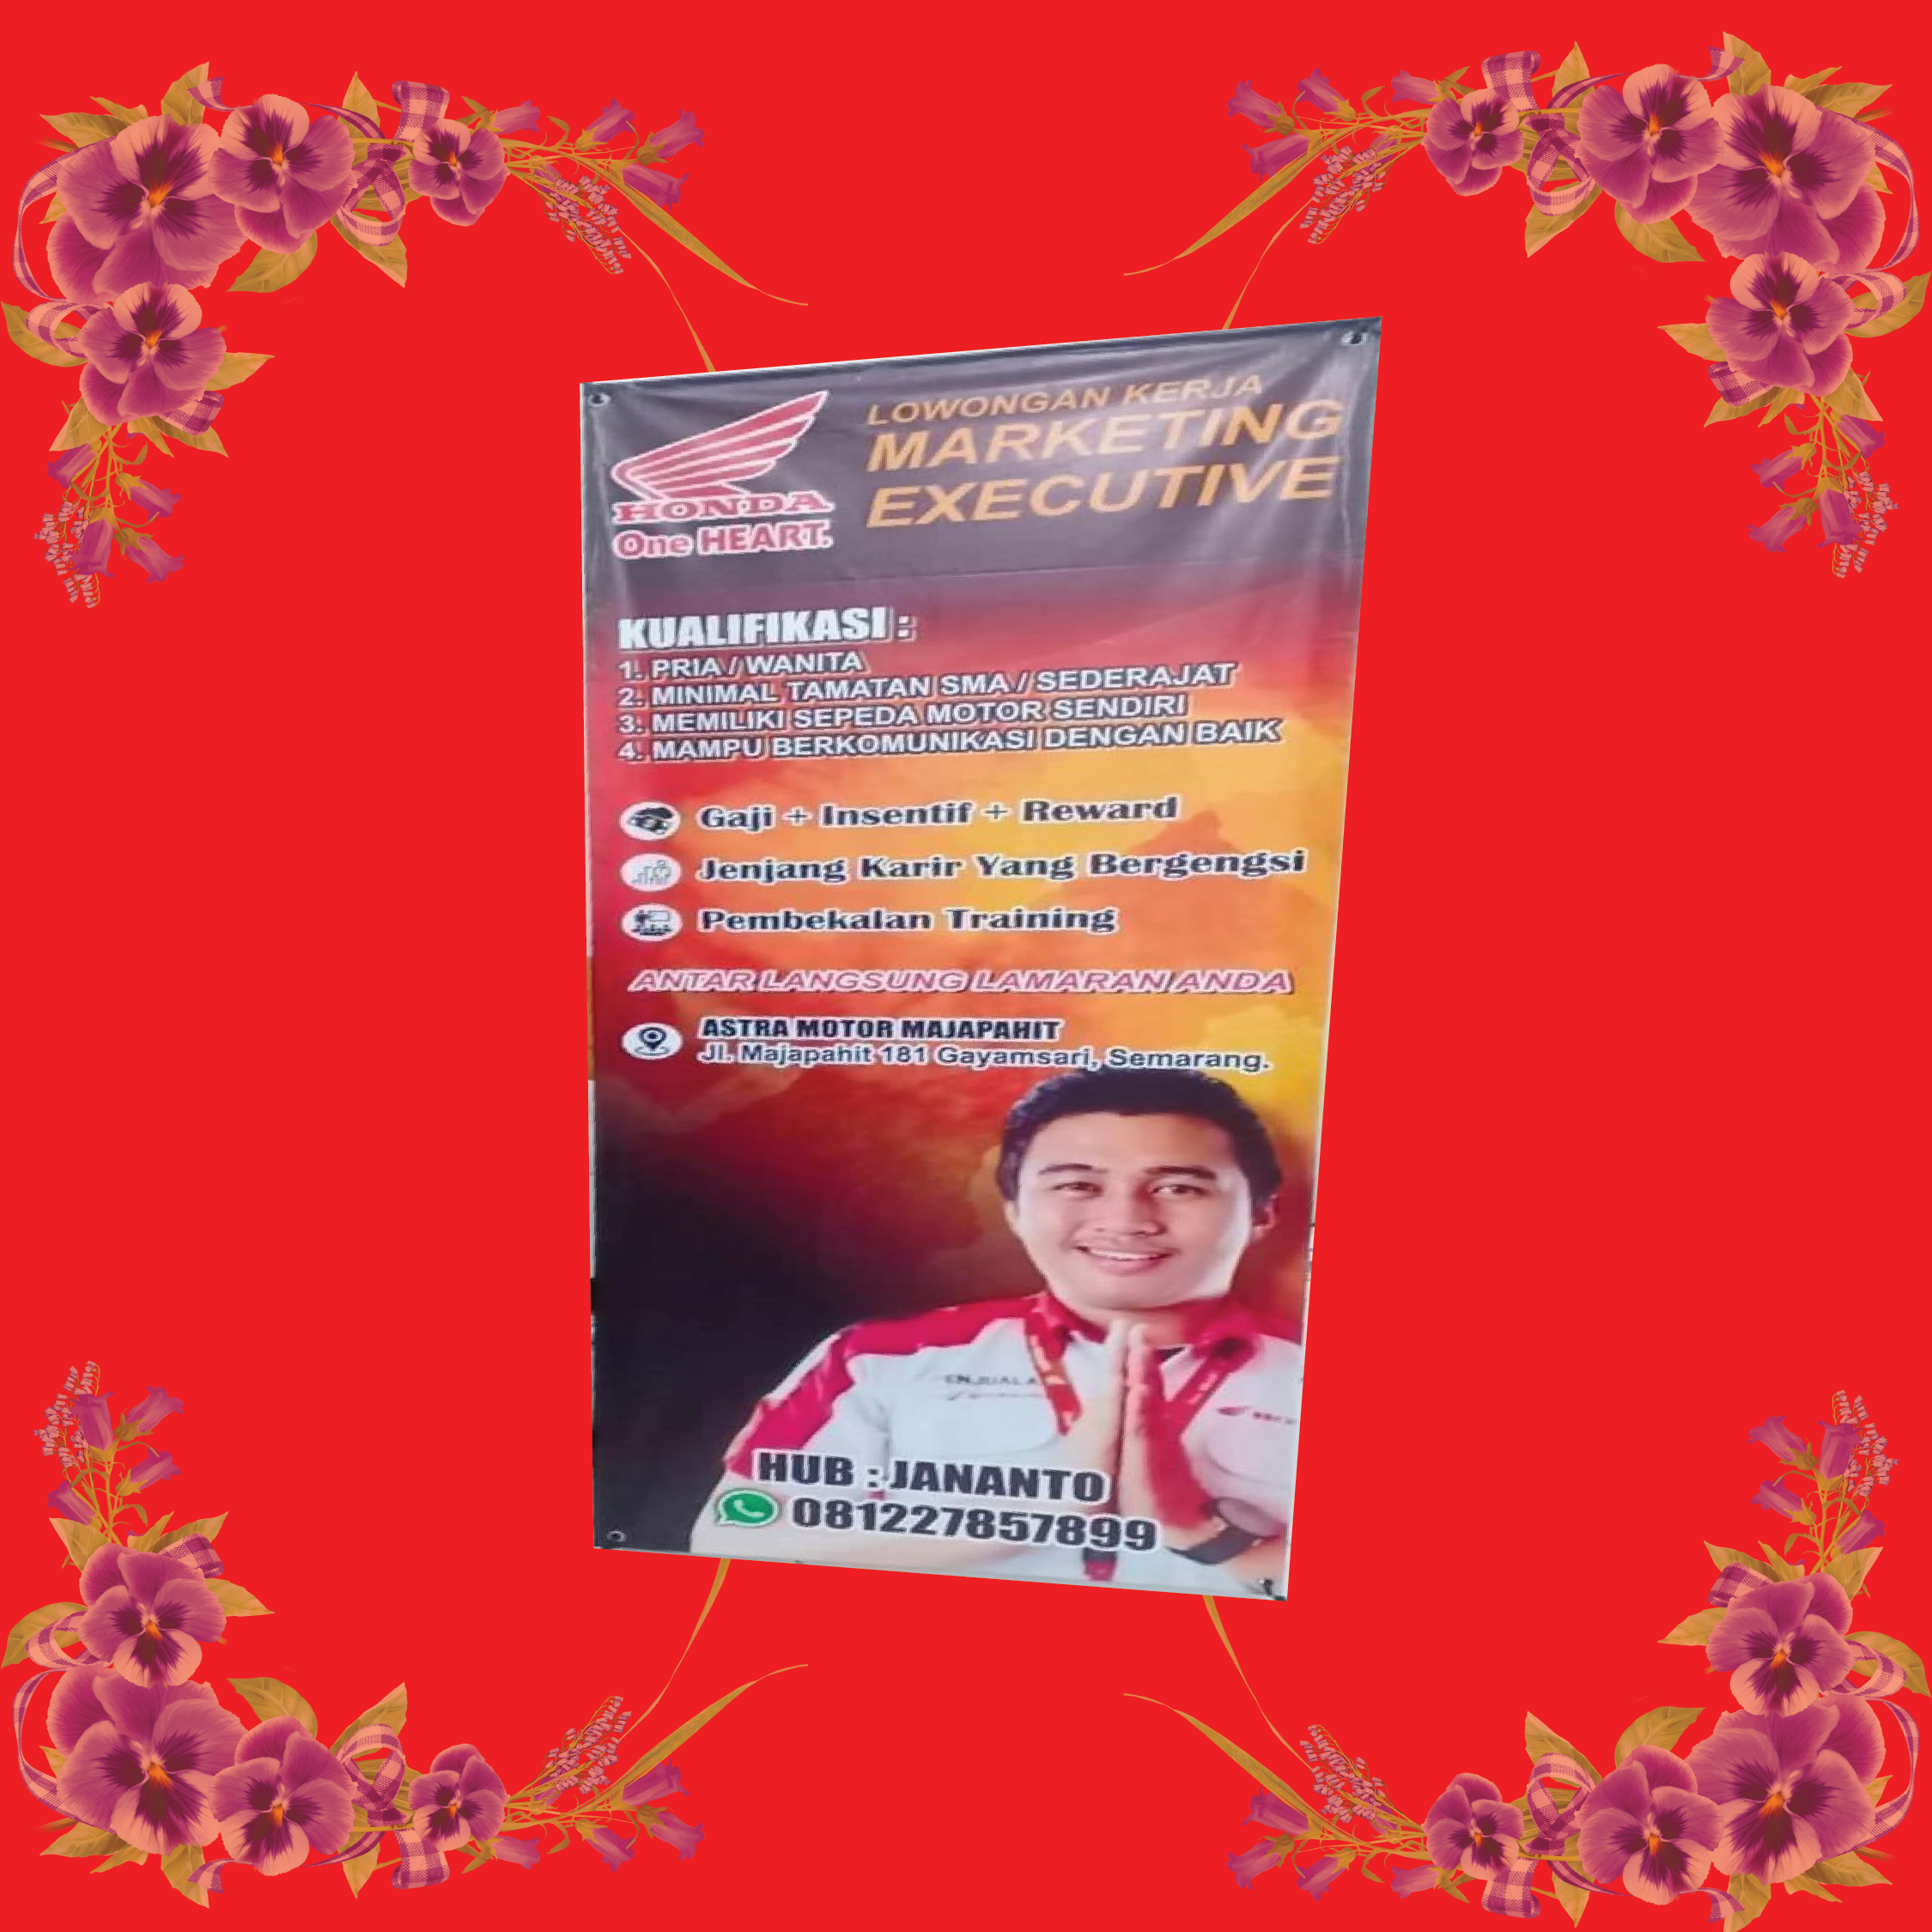 HONDA
One HEART.
LOWONGAN KERJA
MARKETING
EXECUTIVE
KUALIFIKASI :
1. PRIA / WANITA
2. MINIMAL TAMATAN SMA / SEDERAJAT
3. MEMILIKI SEPEDA MOTOR SENDIRI
4. MAMPU BERKOMUNIKASI DENGAN BAIK
Gaji + Insentif + Reward
Jenjang Karir Yang Bergengsi
Pembekalan Training
ANTAR LANGSUNG LAMARAN ANDA
ASTRA MOTOR MAJAPAHIT
Jl. Majapahit 181 Gayamsari, Semarang.
HUB : JANANTO
081227857899